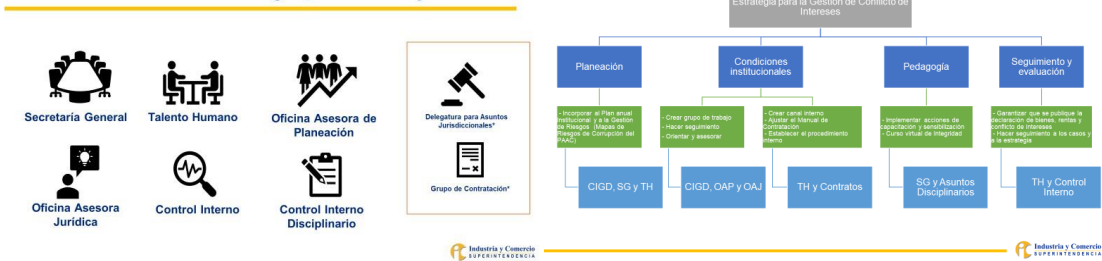 Secretaría General
Talento Humano
Oficina Asesora de
Planeación
Oficina Asesora
Jurídica
Control Interno
Control Interno
Disciplinario
Delegatura para Asuntos
Jurisdiccionales*
Grupo de Contratación*
Industria y Comercio
SUPERINTENDENCIA
Estrategia para la Gestión de Conflicto de
Intereses
Planeación
Condiciones
institucionales
Pedagogía
Seguimiento y
evaluación
- Incorporar el Plan anual
Institucional y a la Gestión
de Riesgos (Mapas de
Riesgos de Corrupción del
PAAC)
- Crear grupo de trabajo
- Hacer seguimiento
- Orientar y asesorar
- Crear canal interno
- Ajustar el Manual de
Contratación
- Establecer el procedimiento
interno
- Implementar acciones de
capacitación y sensibilización
- Curso virtual de Integridad
- Garantizar que se publique la
declaración de bienes, rentas y
conflicto de intereses
- Hacer seguimiento a los casos y
a la estrategia
CIGD, SG y TH
CIGD, OAP y OAJ
TH y Contratos
SG y Asuntos
Disciplinarios
TH y Control
Interno
Industria y Comercio
SUPERINTENDENCIA